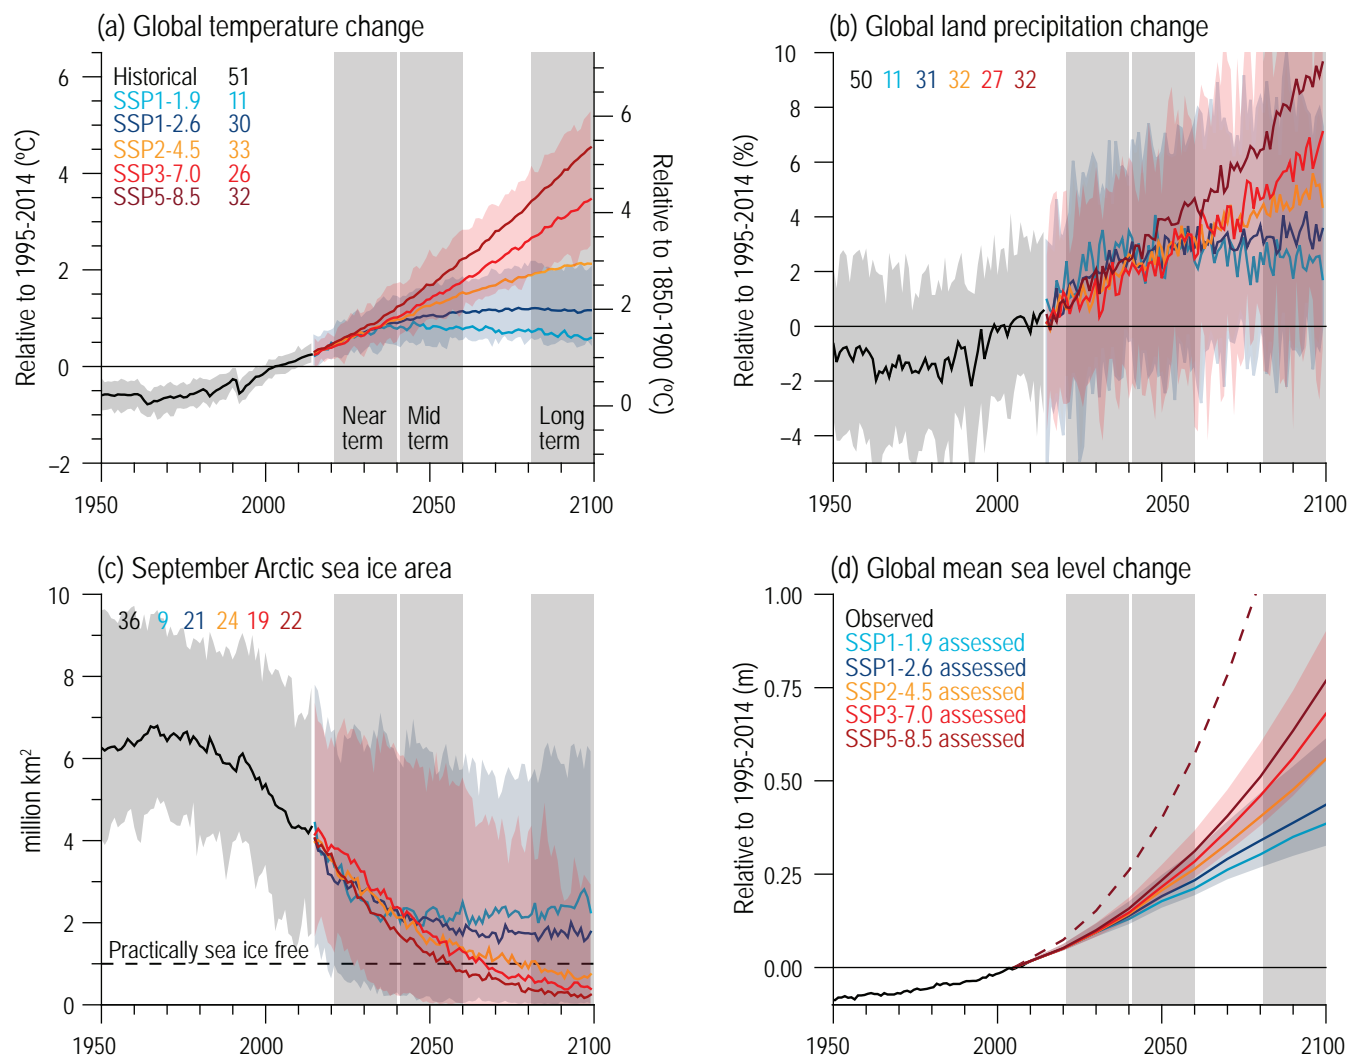 (a) Global temperature change
Relative to 1995-2014 (ºC)
6
4
2
0
–2
Historical 51
SSP1-1.9 11
SSP1-2.6 30
SSP2-4.5 33
SSP3-7.0 26
SSP5-8.5 32
Near term
Mid term
Long term
6
4
2
0
Relative to 1850-1900 (ºC)
1950 2000 2050 2100
(b) Global land precipitation change
Relative to 1995-2014 (%)
10
8
6
4
2
0
–2
–4
50 11 31 32 27 32
1950 2000 2050 2100
(c) September Arctic sea ice area
million km²
10
8
6
4
2
0
36 9 21 24 19 22
Practically sea ice free
1950 2000 2050 2100
(d) Global mean sea level change
Relative to 1995-2014 (m)
1.00
0.75
0.50
0.25
0.00
Observed
SSP1-1.9 assessed
SSP1-2.6 assessed
SSP2-4.5 assessed
SSP3-7.0 assessed
SSP5-8.5 assessed
1950 2000 2050 2100